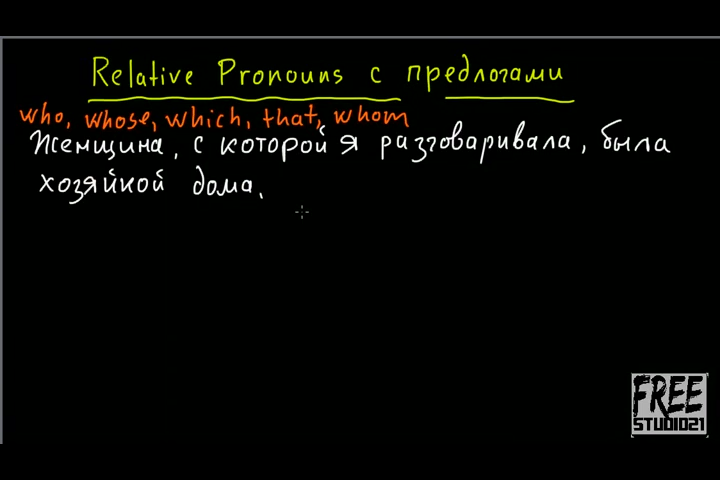 Relative Pronouns с предлогами
who, whose, which, that, whom
Женщина, с которой я разговаривала, была
хозяйкой дома.
FREE
STUDIO21